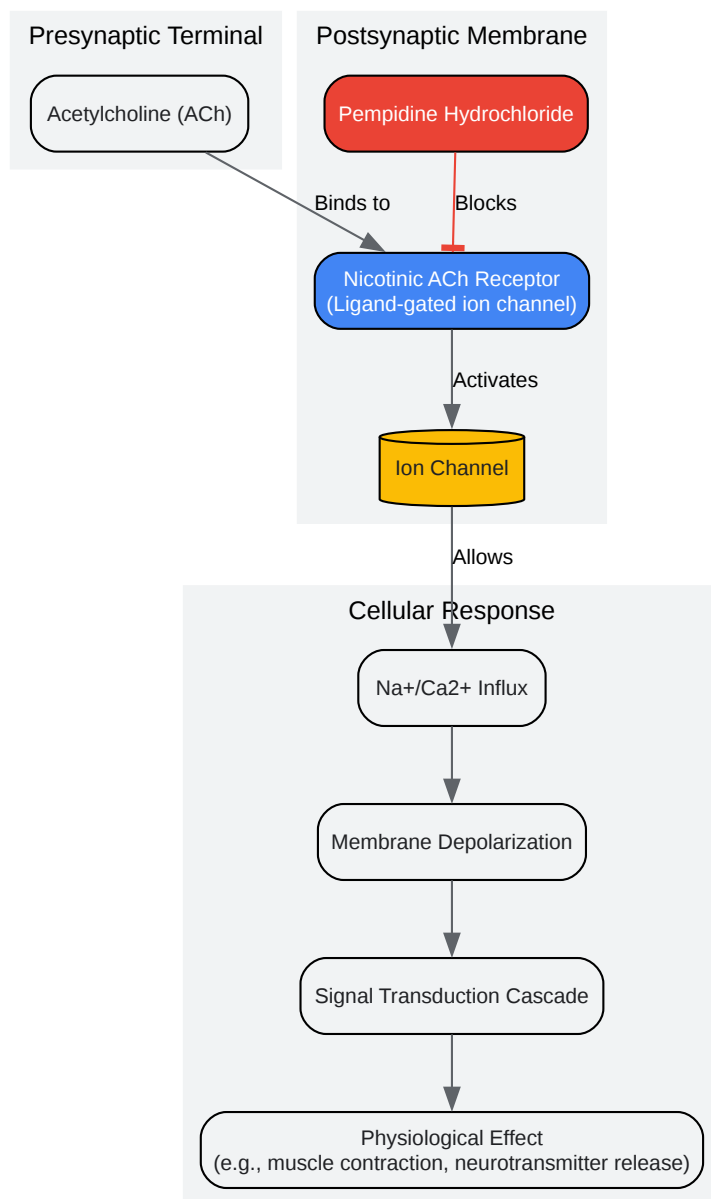 Presynaptic Terminal
Postsynaptic Membrane
Acetylcholine (ACh)
Pempidine Hydrochloride
Binds to
Blocks
Nicotinic ACh Receptor
(Ligand-gated ion channel)
Activates
Ion Channel
Allows
Cellular Response
Na+/Ca2+ Influx
Membrane Depolarization
Signal Transduction Cascade
Physiological Effect
(e.g., muscle contraction, neurotransmitter release)